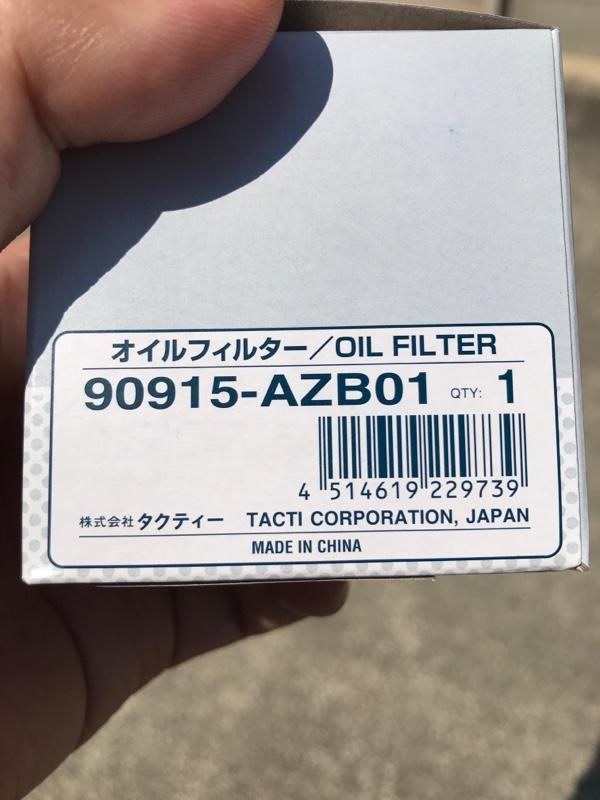 オイルフィルター/OIL FILTER
90915-AZB01 QTY: 1
4 514619 229739
株式会社 タクティー TACTI CORPORATION, JAPAN
MADE IN CHINA